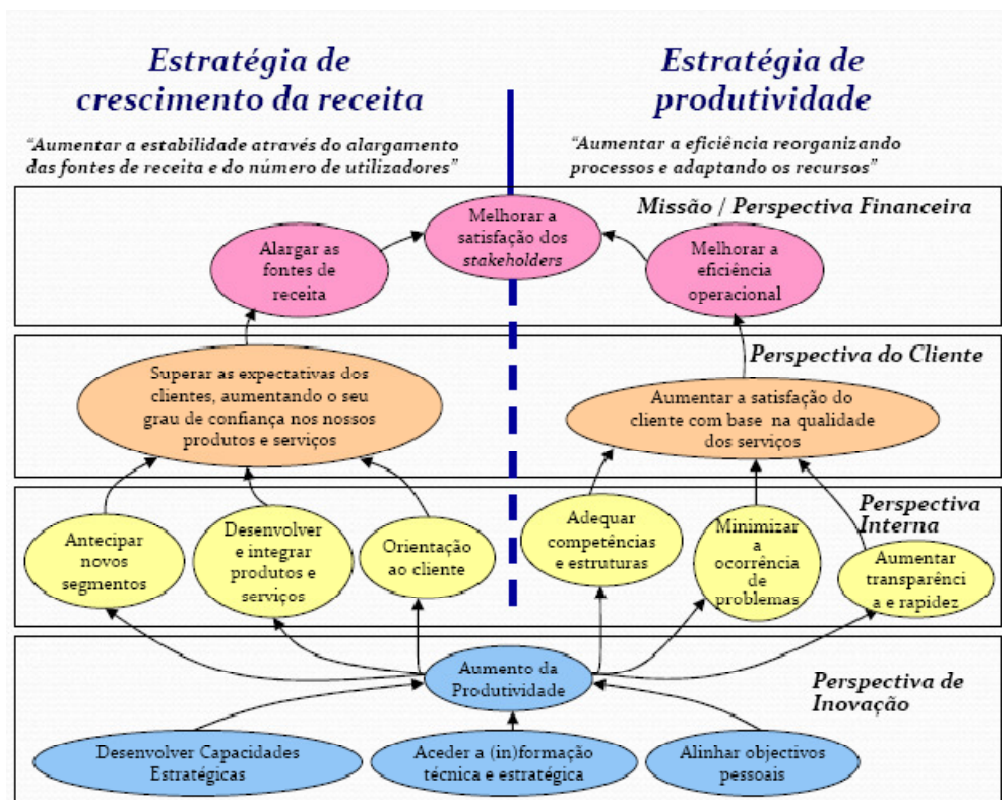 Estratégia de
crescimento da receita
Estratégia de
produtividade
“Aumentar a estabilidade através do alargamento
das fontes de receita e do número de utilizadores”
“Aumentar a eficiência reorganizando
processos e adaptando os recursos”
Missão / Perspectiva Financeira
Melhorar a
satisfação dos
stakeholders
Alargar as
fontes de
receita
Melhorar a
eficiência
operacional
Perspectiva do Cliente
Superar as expectativas dos
clientes, aumentando o seu
grau de confiança nos nossos
produtos e serviços
Aumentar a satisfação do
cliente com base na qualidade
dos serviços
Perspectiva
Interna
Antecipar
novos
segmentos
Desenvolver
e integrar
produtos e
serviços
Orientação
ao cliente
Adequar
competências
e estruturas
Minimizar
a
ocorrência
de
problemas
Aumentar
transparênci
a e rapidez
Perspectiva de
Inovação
Aumento da
Produtividade
Desenvolver Capacidades
Estratégicas
Aceder a (in)formação
técnica e estratégica
Alinhar objectivos
pessoais